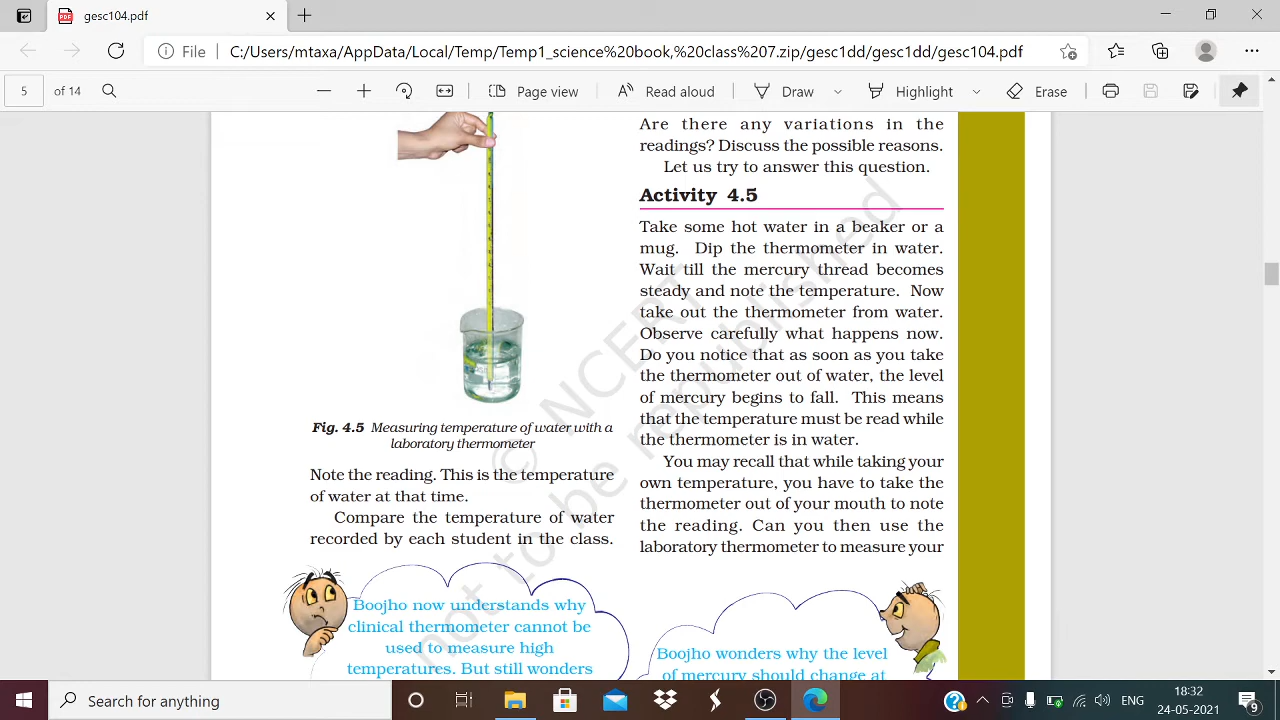 gesc104.pdf
File
C:/Users/mtaxa/AppData/Local/Temp/Temp1_science%20book,%20class%207.zip/gesc1dd/gesc1dd/gesc104.pdf
5 of 14
Page view
Read aloud
Draw
Highlight
Erase
Fig. 4.5 Measuring temperature of water with a
laboratory thermometer
Note the reading. This is the temperature
of water at that time.
Compare the temperature of water
recorded by each student in the class.
Boojho now understands why
clinical thermometer cannot be
used to measure high
temperatures. But still wonders
Are there any variations in the
readings? Discuss the possible reasons.
Let us try to answer this question.
Activity 4.5
Take some hot water in a beaker or a
mug. Dip the thermometer in water.
Wait till the mercury thread becomes
steady and note the temperature. Now
take out the thermometer from water.
Observe carefully what happens now.
Do you notice that as soon as you take
the thermometer out of water, the level
of mercury begins to fall. This means
that the temperature must be read while
the thermometer is in water.
You may recall that while taking your
own temperature, you have to take the
thermometer out of your mouth to note
the reading. Can you then use the
laboratory thermometer to measure your
Boojho wonders why the level
of mercury should change at
© NCERT
not to be republished
Search for anything
ENG
18:32
24-05-2021
9